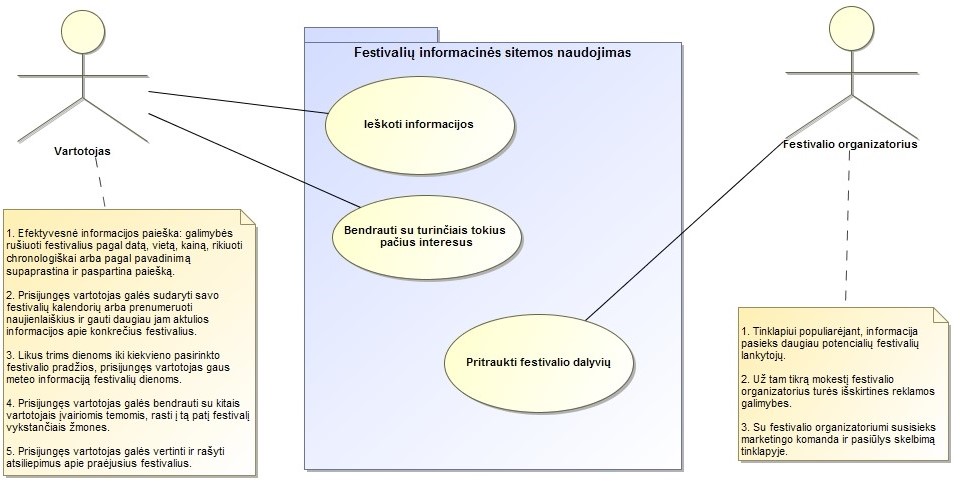 Festivalių informacinės sitemos naudojimas
Ieškoti informacijos
Bendrauti su turinčiais tokius
pačius interesus
Pritraukti festivalio dalyvių
Vartotojas
Festivalio organizatorius
1. Efektyvesnė informacijos paieška: galimybės
rušiuoti festivalius pagal datą, vietą, kainą, rikiuoti
chronologiškai arba pagal pavadinimą
supaprastina ir paspartina paiešką.
2. Prisijungęs vartotojas galės sudaryti savo
festivalių kalendorių arba prenumeruoti
naujienlaiškius ir gauti daugiau jam aktulios
informacijos apie konkrečius festivalius.
3. Likus trims dienoms iki kiekvieno pasirinkto
festivalio pradžios, prisijungęs vartotojas gaus
meteo informaciją festivalių dienoms.
4. Prisijungęs vartotojas galės bendrauti su kitais
vartotojais įvairiomis temomis, rasti į tą patį festivalį
vykstančiais žmones.
5. Prisijungęs vartotojas galės vertinti ir rašyti
atsiliepimus apie praėjusius festivalius.
1. Tinklapiui populiarėjant, informacija
pasieks daugiau potencialių festivalių
lankytojų.
2. Už tam tikrą mokestį festivalio
organizatorius turės išskirtines reklamos
galimybes.
3. Su festivalio organizatoriumi susisieks
marketingo komanda ir pasiūlys skelbimą
tinklapyje.